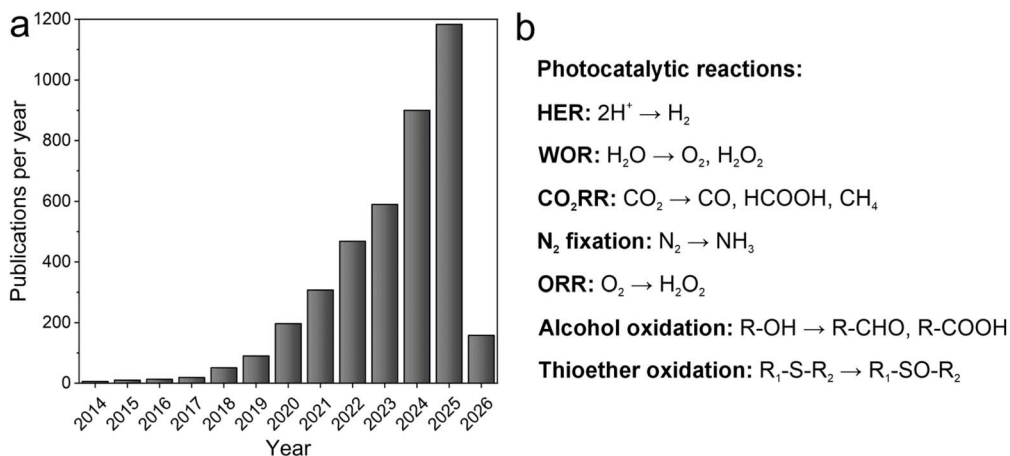 a
Publications per year
1200
1000
800
600
400
200
0
2014
2015
2016
2017
2018
2019
2020
2021
2022
2023
2024
2025
2026
Year
b
Photocatalytic reactions:
HER: 2H⁺ → H₂
WOR: H₂O → O₂, H₂O₂
CO₂RR: CO₂ → CO, HCOOH, CH₄
N₂ fixation: N₂ → NH₃
ORR: O₂ → H₂O₂
Alcohol oxidation: R-OH → R-CHO, R-COOH
Thioether oxidation: R₁-S-R₂ → R₁-SO-R₂